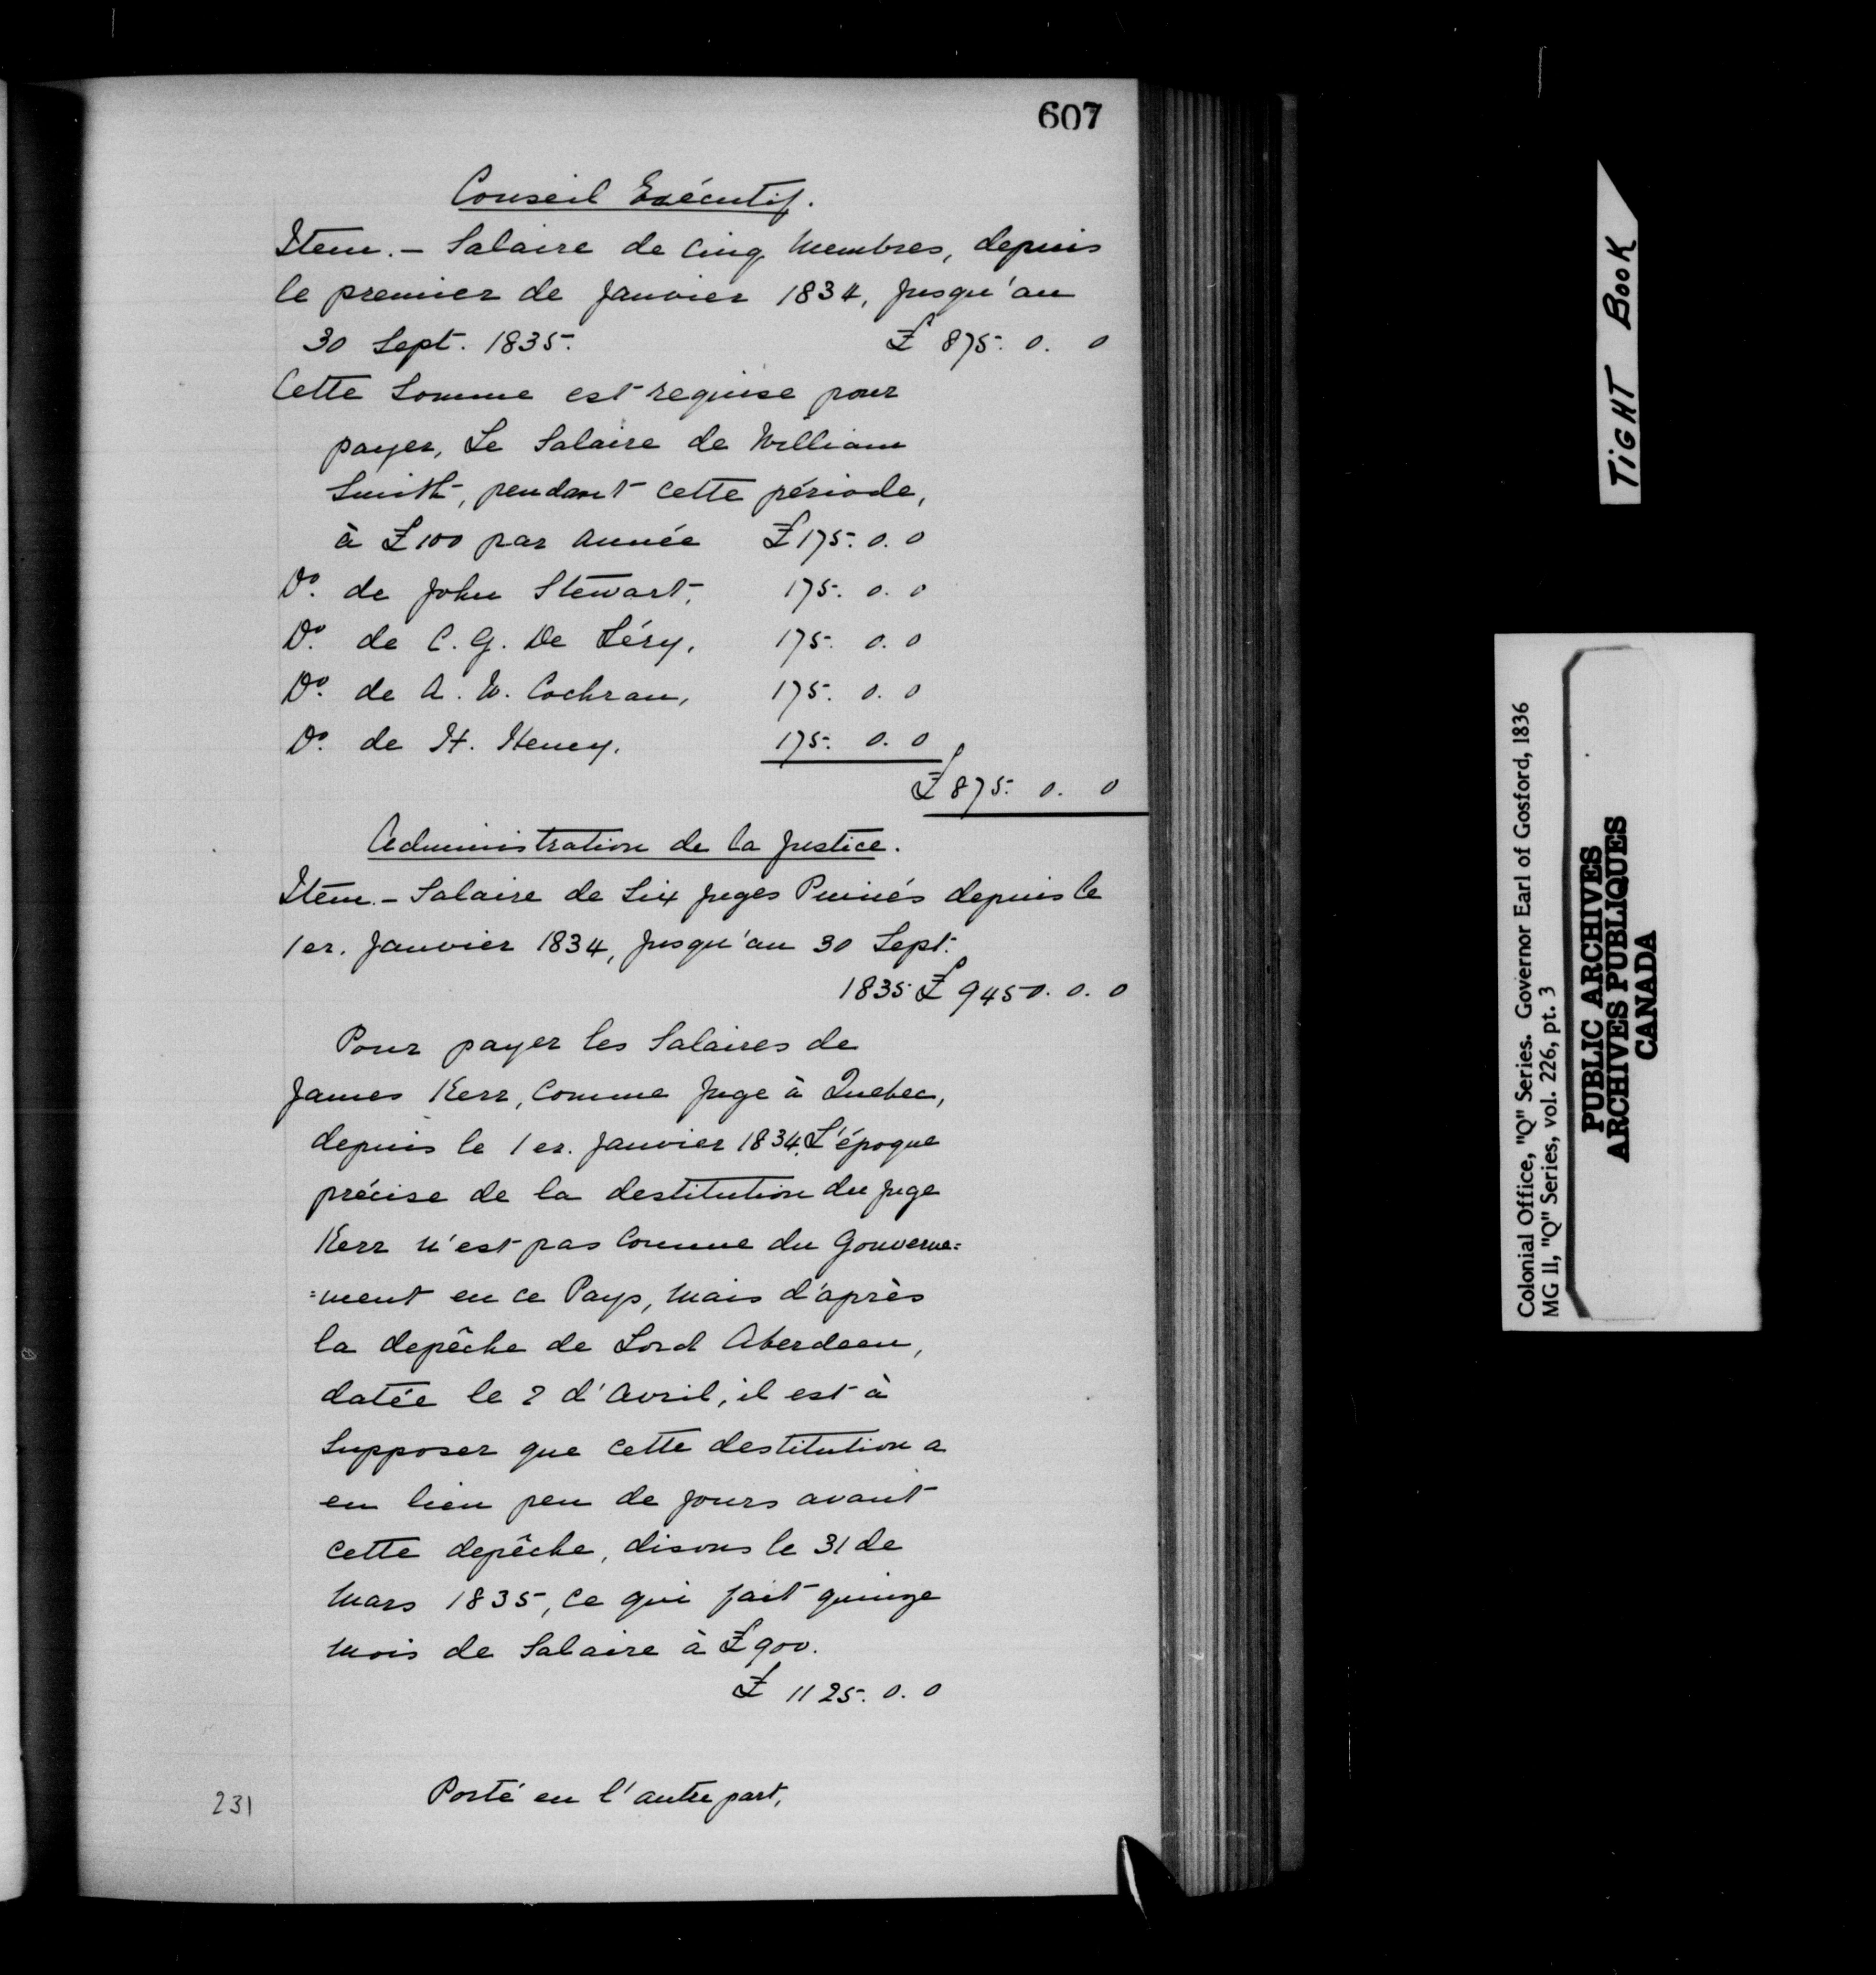 607
Conseil Exécutif.
Item. - Salaire de Cinq Membres, depuis
le premier de Janvier 1834, Jusqu'au
30 Sept. 1835. £ 875. 0. 0
Cette Somme est requise pour
payer, Le Salaire de William
Smith, pendant cette période,
à £100 par Année £175. 0. 0
Do. de John Stewart, 175. 0. 0
Do. de C. G. De Léry, 175. 0. 0
Do. de A. W. Cochran, 175. 0. 0
Do. de H. Heney, 175. 0. 0
£ 875. 0. 0
Administration de la Justice.
Item. - Salaire de Six Juges Puinés depuis le
1er. Janvier 1834, Jusqu'au 30 Sept.
1835 £ 9450. 0. 0
Pour payer les Salaires de
James Kerr, Comme Juge à Quebec,
depuis le 1er. Janvier 1834. L'époque
précise de la destitution du Juge
Kerr n'est pas Connue du Gouverne=
=ment en ce Pays, Mais d'après
la depêche de Lord Aberdeen,
datée le 2 d'Avril, il est à
Supposer que cette destitution a
eu lieu peu de Jours avant
cette depêche, disons le 31 de
Mars 1835, Ce qui fait quinze
Mois de Salaire à £900.
£ 1125. 0. 0
Porté en l'autre part,
231
TIGHT BOOK
Colonial Office, "Q" Series. Governor Earl of Gosford, 1836
MG 11, "Q" Series, vol. 226, pt. 3
PUBLIC ARCHIVES
ARCHIVES PUBLIQUES
CANADA